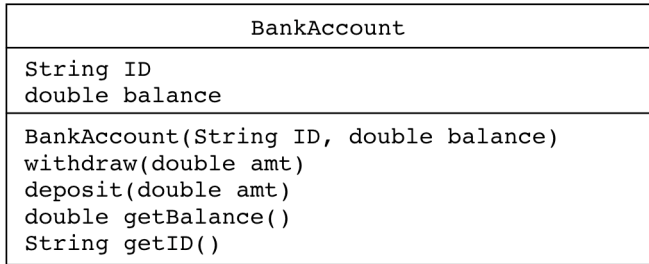 BankAccount
String ID
double balance
BankAccount(String ID, double balance)
withdraw(double amt)
deposit(double amt)
double getBalance()
String getID()